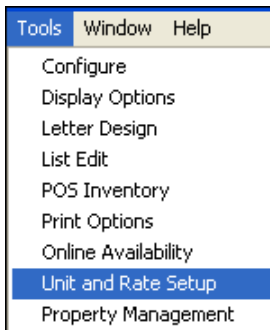 Tools Window Help
Configure
Display Options
Letter Design
List Edit
POS Inventory
Print Options
Online Availability
Unit and Rate Setup
Property Management